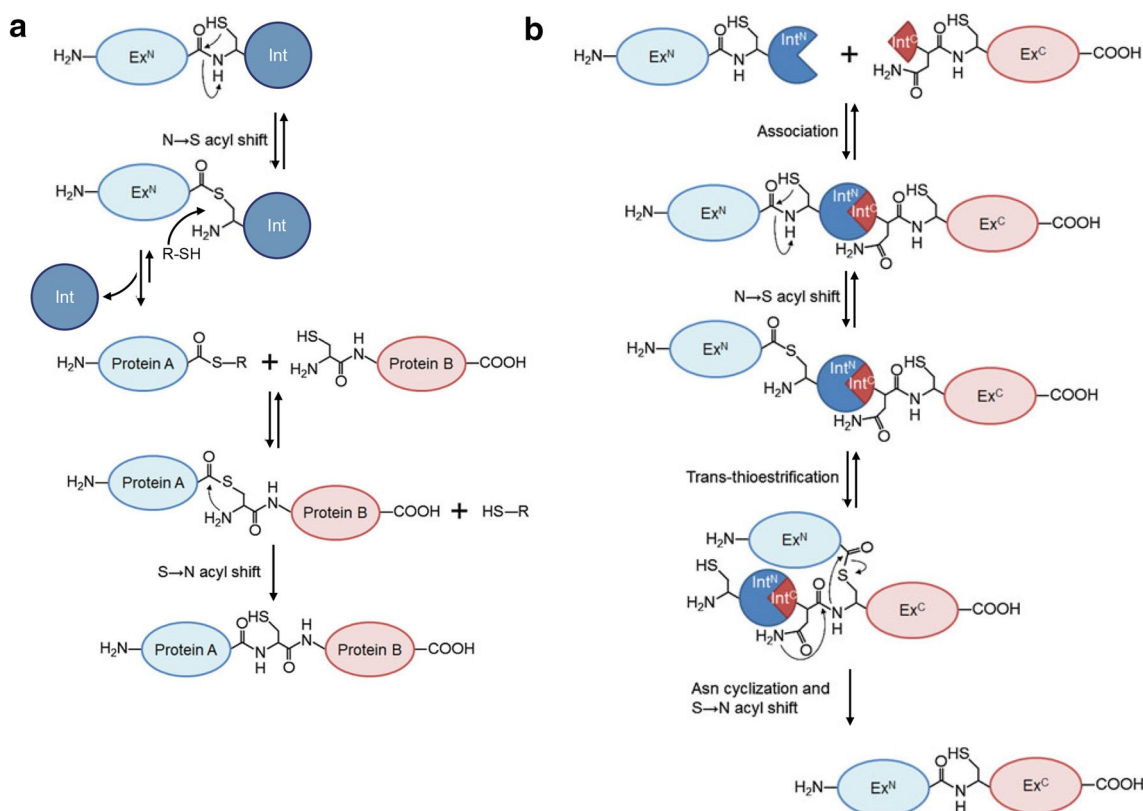 a
H₂N
Exᴺ
O
HS
N
H
Int
N→S acyl shift
H₂N
Exᴺ
O
S
H₂N
Int
R-SH
Int
H₂N
Protein A
O
S
R
+
HS
H
N
H₂N
O
Protein B
COOH
H₂N
Protein A
O
S
H
N
H₂N
O
Protein B
COOH
+
HS–R
S→N acyl shift
H₂N
Protein A
O
HS
N
H
H
N
O
Protein B
COOH
b
H₂N
Exᴺ
O
HS
N
H
Intᴺ
+
Intᶜ
O
HS
N
H
H₂N
O
Exᶜ
COOH
Association
H₂N
Exᴺ
O
HS
N
H
Intᴺ
Intᶜ
O
HS
N
H
H₂N
O
Exᶜ
COOH
N→S acyl shift
H₂N
Exᴺ
O
S
H₂N
Intᴺ
Intᶜ
O
HS
N
H
H₂N
O
Exᶜ
COOH
Trans-thioestrification
H₂N
Exᴺ
O
S
HS
H₂N
Intᴺ
Intᶜ
O
N
H
H₂N
O
Exᶜ
COOH
Asn cyclization and
S→N acyl shift
H₂N
Exᴺ
O
HS
N
H
Exᶜ
COOH